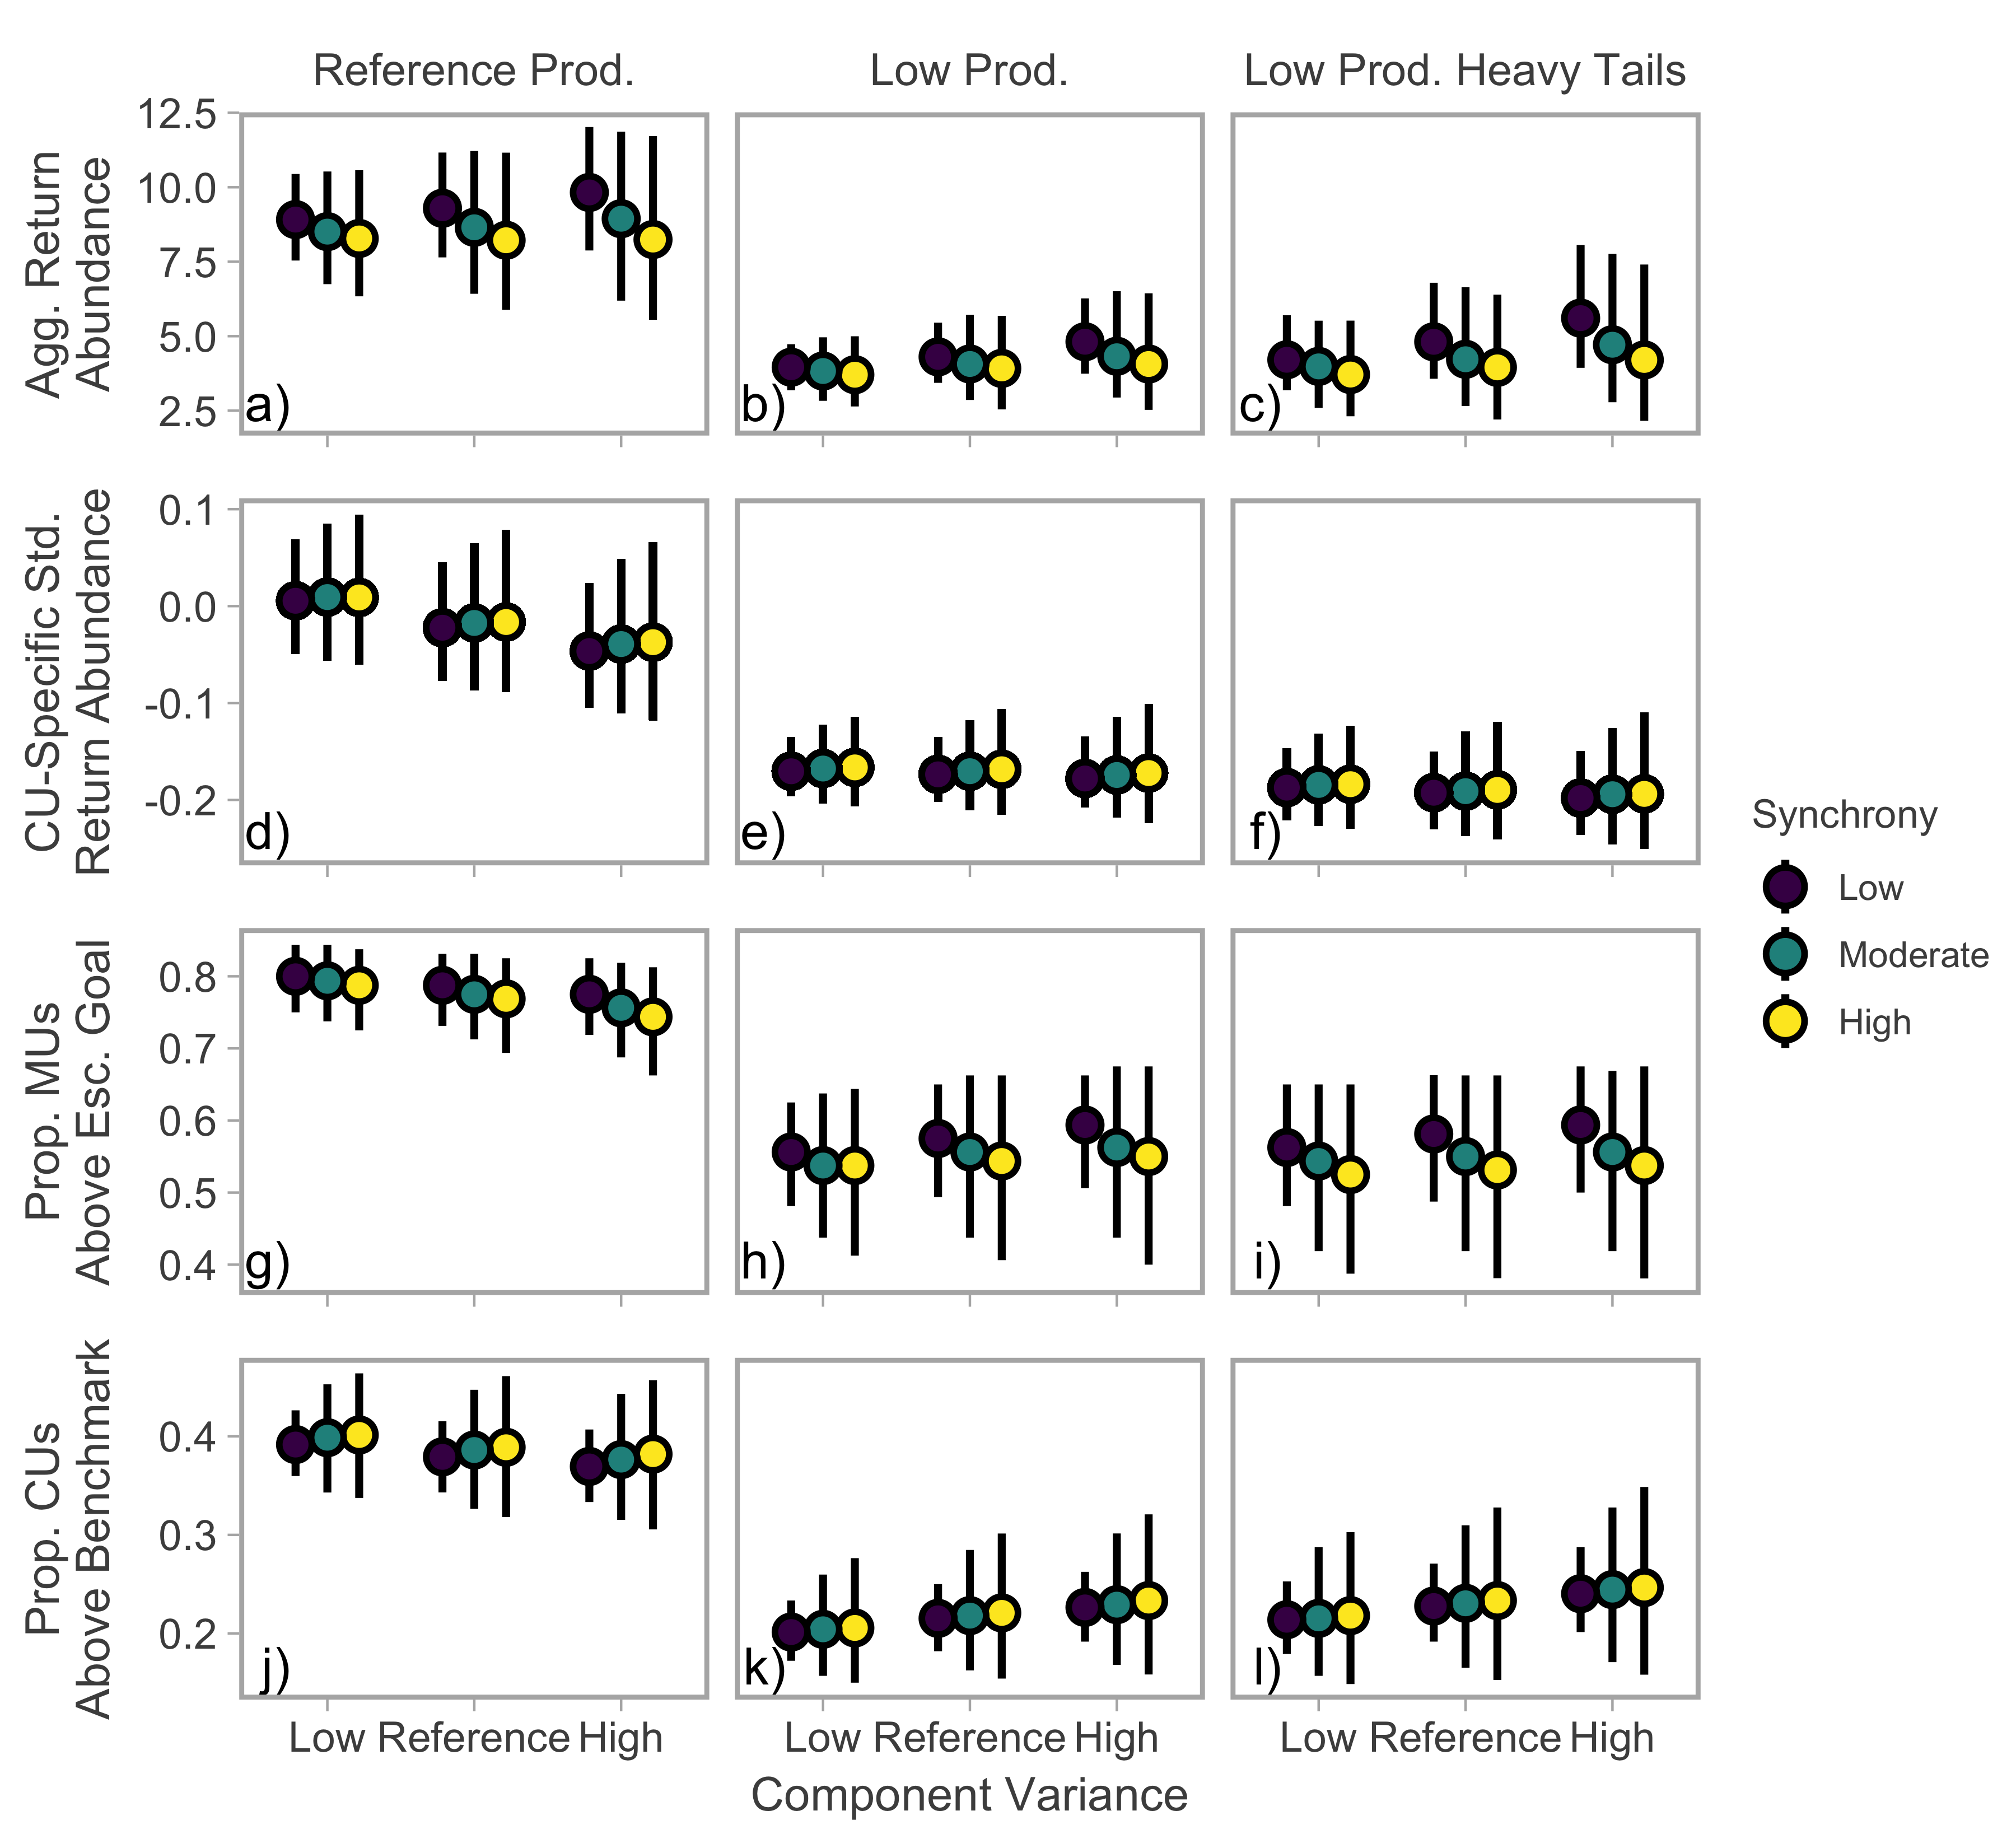 Reference Prod.
Low Prod.
Low Prod. Heavy Tails
Agg. Return
Abundance
12.5
10.0
7.5
5.0
2.5
a)
b)
c)
CU-Specific Std.
Return Abundance
0.1
0.0
-0.1
-0.2
d)
e)
f)
Prop. MUs
Above Esc. Goal
0.8
0.7
0.6
0.5
0.4
g)
h)
i)
Prop. CUs
Above Benchmark
0.4
0.3
0.2
j)
k)
l)
Low Reference High
Low Reference High
Low Reference High
Component Variance
Synchrony
Low
Moderate
High